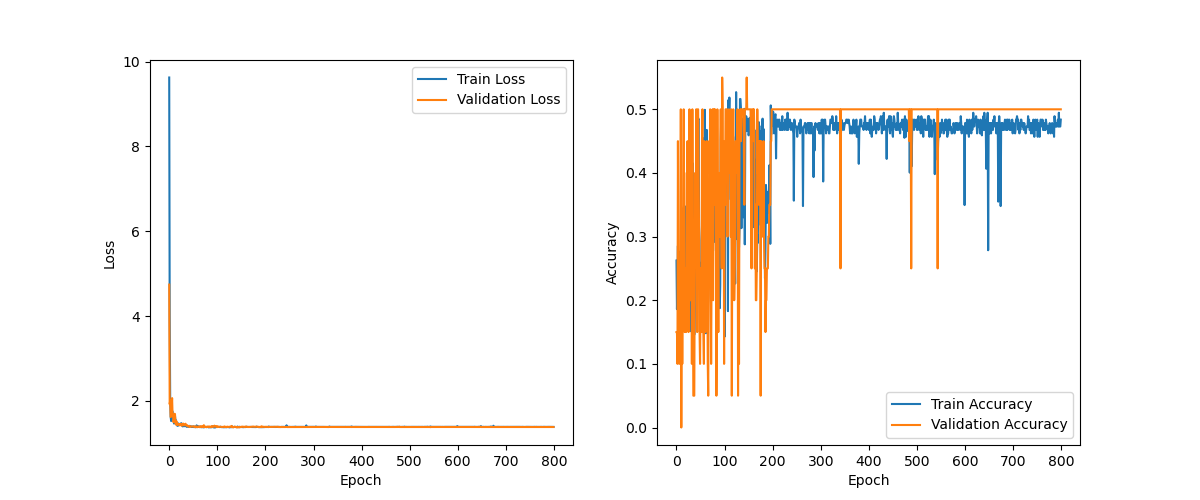 10
8
6
4
2
Loss
0 100 200 300 400 500 600 700 800
Epoch
Train Loss
Validation Loss
0.5
0.4
0.3
0.2
0.1
0.0
Accuracy
0 100 200 300 400 500 600 700 800
Epoch
Train Accuracy
Validation Accuracy